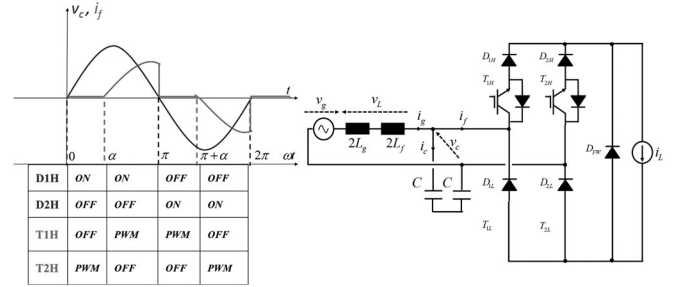 v_c, i_f
t
0 α π π+α 2π ωt
D1H ON ON OFF OFF
D2H OFF OFF ON ON
T1H OFF PWM PWM OFF
T2H PWM OFF OFF PWM
D_1H D_2H
T_1H T_2H
v_g v_L i_g i_f
2L_g 2L_f i_c v_c D_FW i_L
C C D_1L D_2L
T_1L T_2L